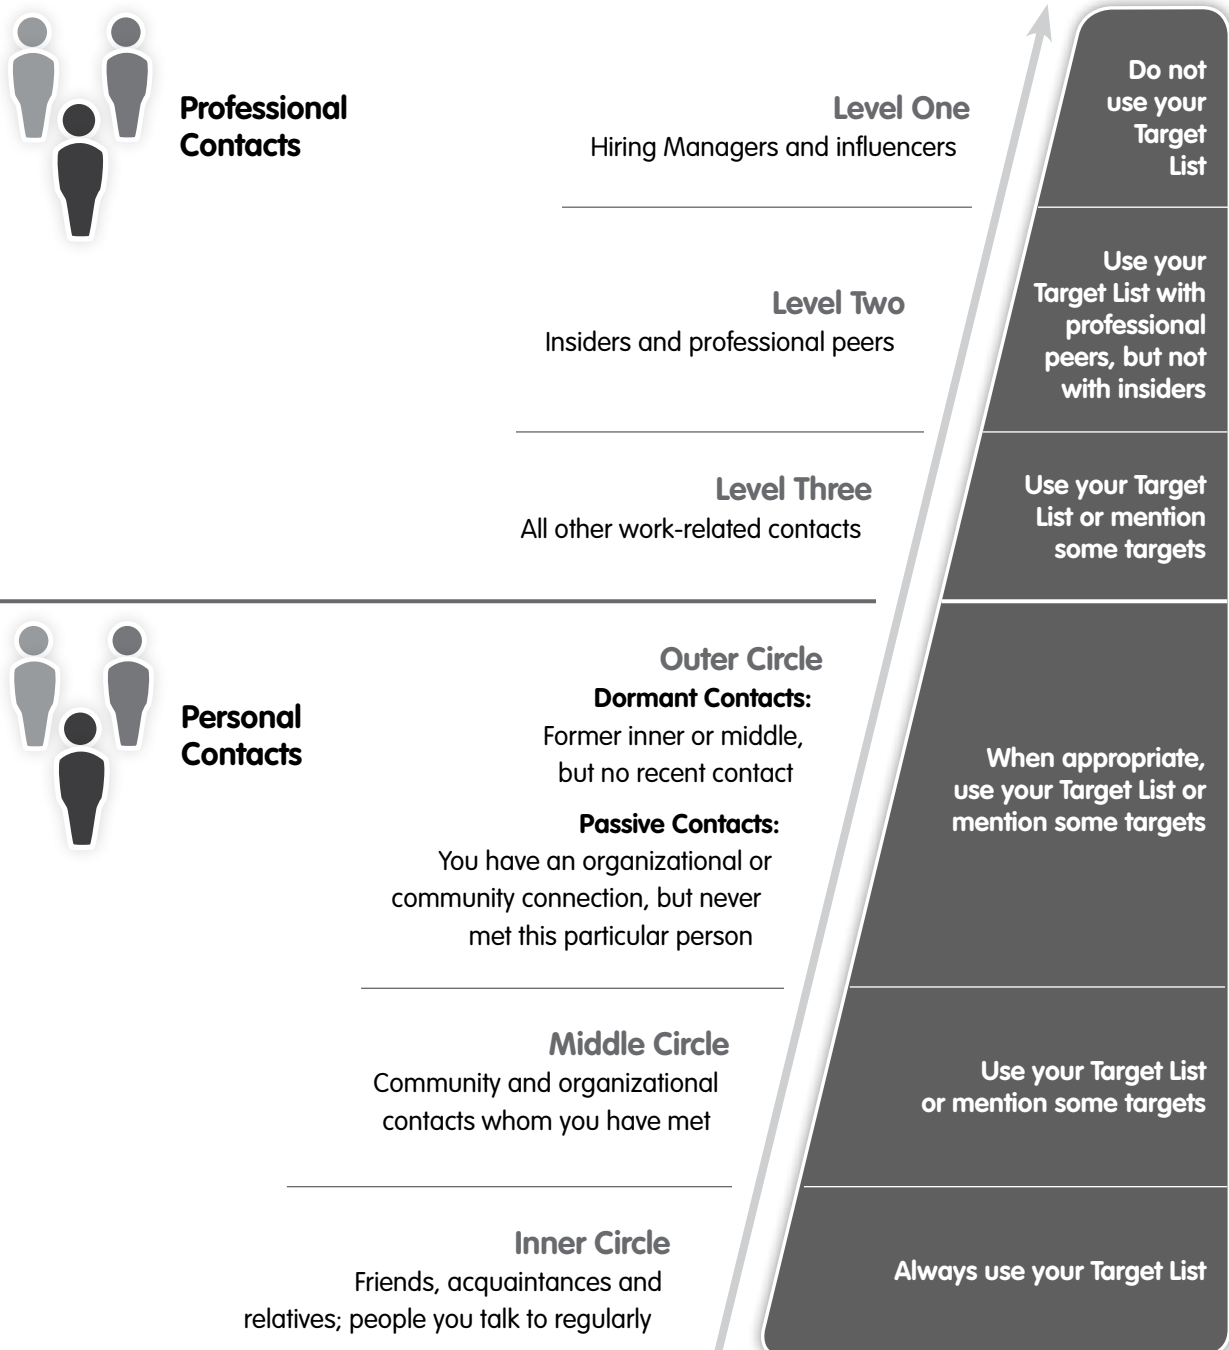 Professional
Contacts
Level One
Hiring Managers and influencers
Do not
use your
Target
List
Level Two
Insiders and professional peers
Use your
Target List with
professional
peers, but not
with insiders
Level Three
All other work-related contacts
Use your Target
List or mention
some targets
Personal
Contacts
Outer Circle
Dormant Contacts:
Former inner or middle,
but no recent contact
Passive Contacts:
You have an organizational or
community connection, but never
met this particular person
When appropriate,
use your Target List or
mention some targets
Middle Circle
Community and organizational
contacts whom you have met
Use your Target List
or mention some targets
Inner Circle
Friends, acquaintances and
relatives; people you talk to regularly
Always use your Target List